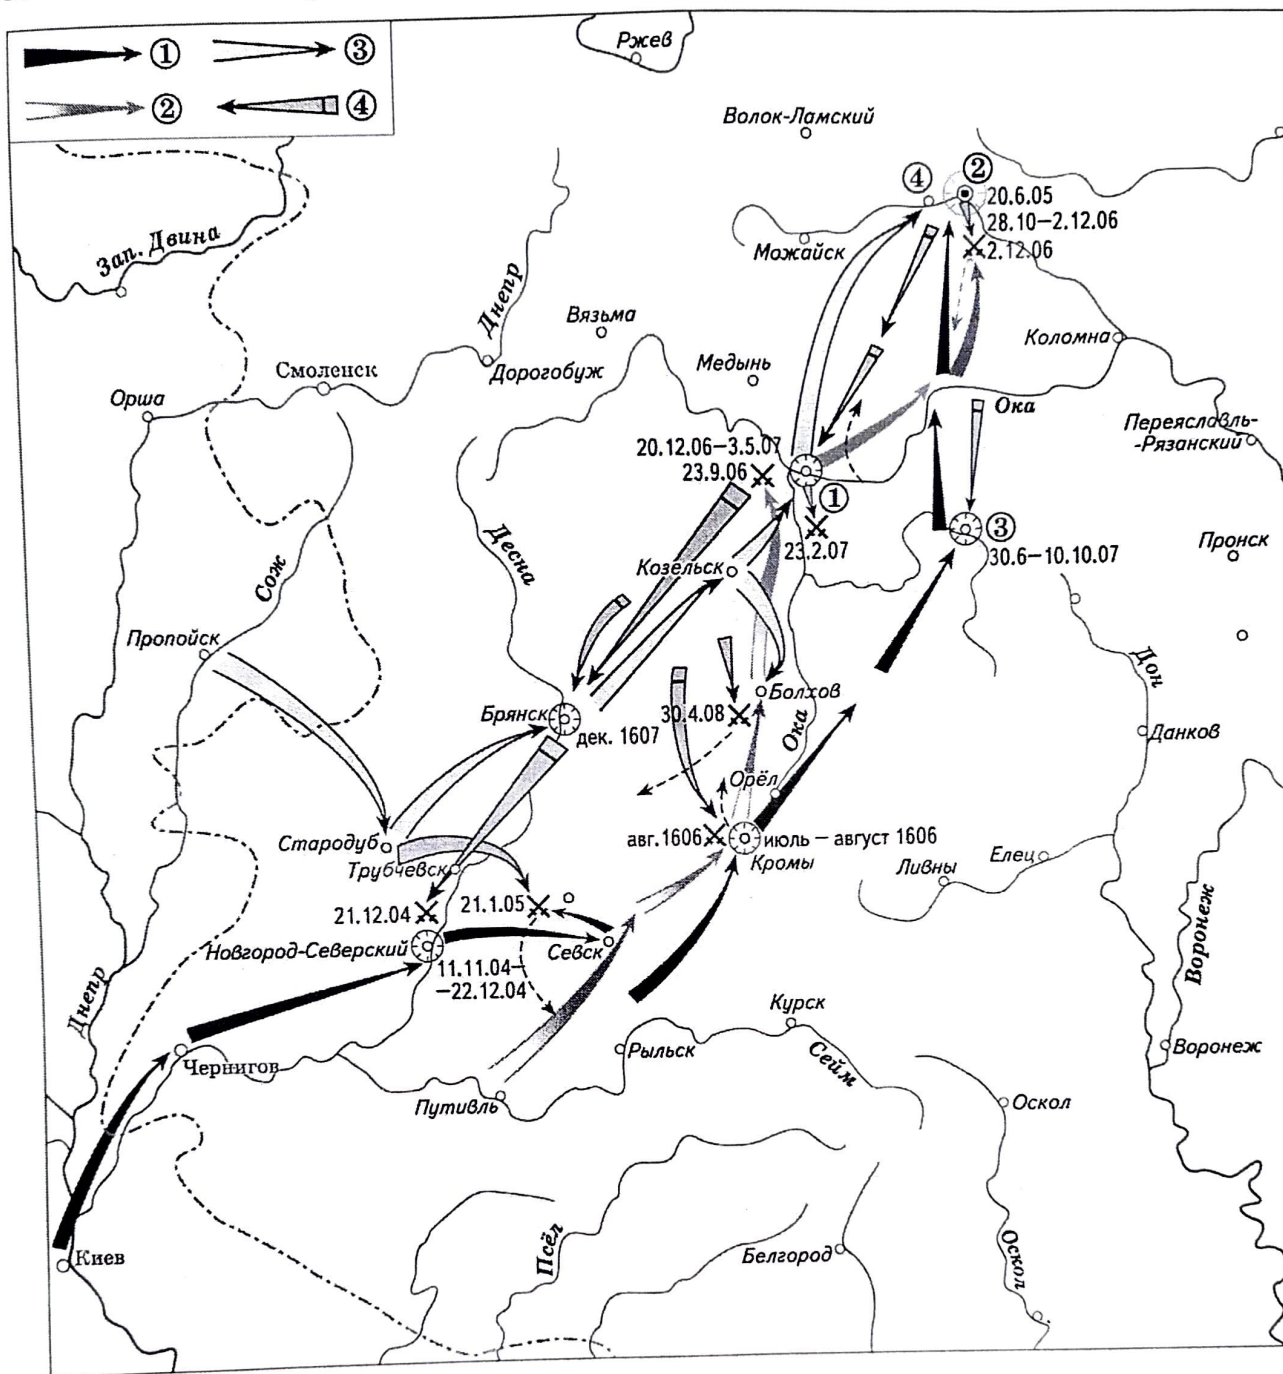 ①
③
②
④
Ржев
Волок-Ламский
④
②
20.6.05
28.10–2.12.06
2.12.06
Можайск
Зап. Двина
Днепр
Вязьма
Коломна
Медынь
Смоленск
Дорогобуж
Орша
Ока
Переяславль-
-Рязанский
20.12.06–3.5.07
23.9.06
①
23.2.07
③
30.6–10.10.07
Пронск
Десна
Козельск
Сож
Пропойск
Дон
Болхов
30.4.08
Брянск
дек. 1607
Ока
Данков
Орёл
Стародуб
авг. 1606
июль – август 1606
Кромы
Трубчевск
Ливны
Елец
21.12.04
21.1.05
Новгород-Северский
Севск
11.11.04–
–22.12.04
Воронеж
Днепр
Курск
Чернигов
Рыльск
Сейм
Воронеж
Путивль
Оскол
Киев
Псёл
Белгород
Оскол